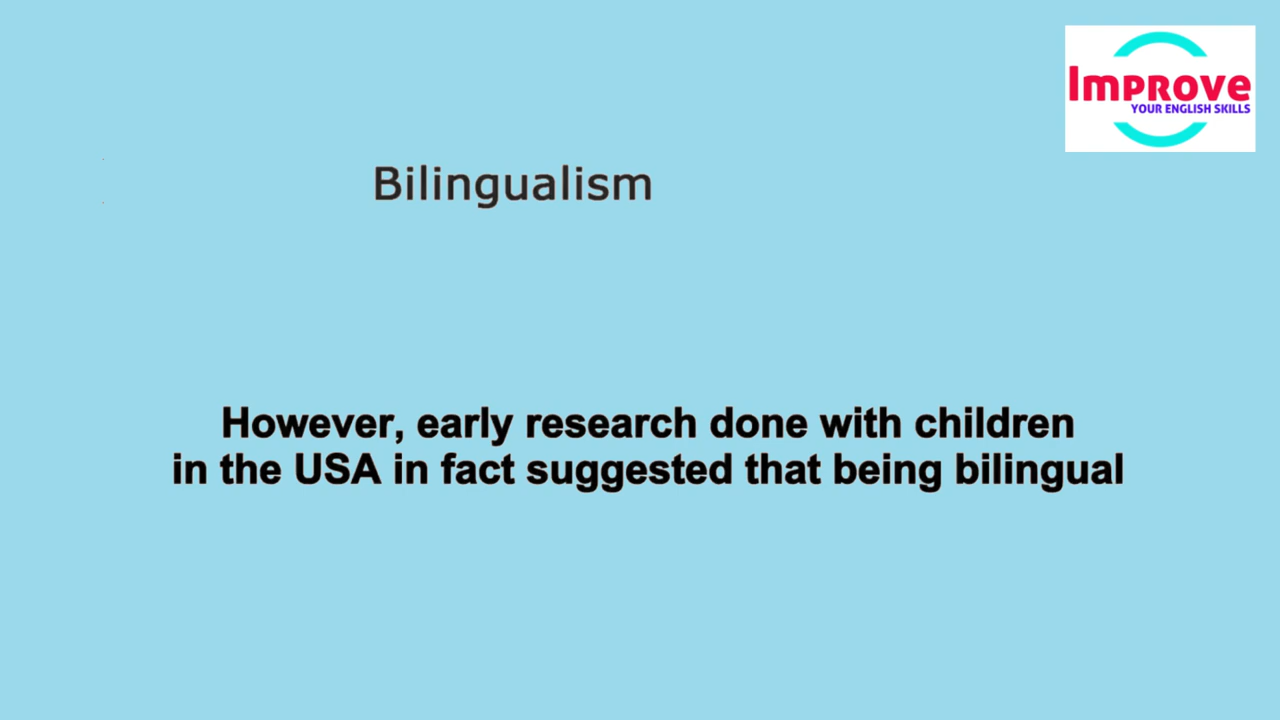 Improve
YOUR ENGLISH SKILLS
Bilingualism
However, early research done with children
in the USA in fact suggested that being bilingual